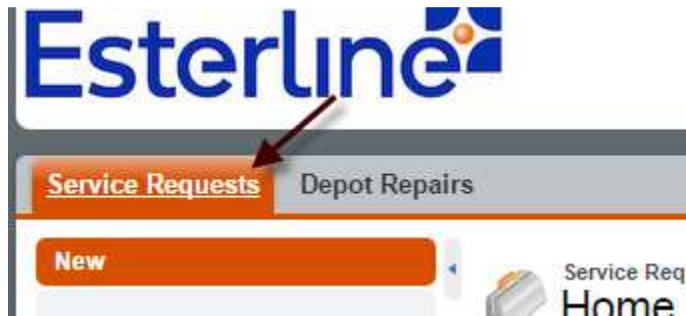 Esterline
Service Requests Depot Repairs
New
Service Req
Home